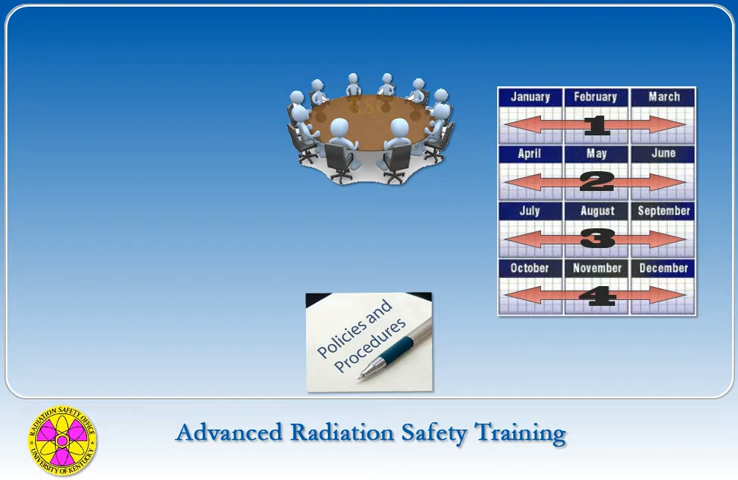 RSC
January February March
1
April May June
2
July August September
3
October November December
4
Policies and
Procedures
RADIATION SAFETY OFFICE
UNIVERSITY OF KENTUCKY
Advanced Radiation Safety Training